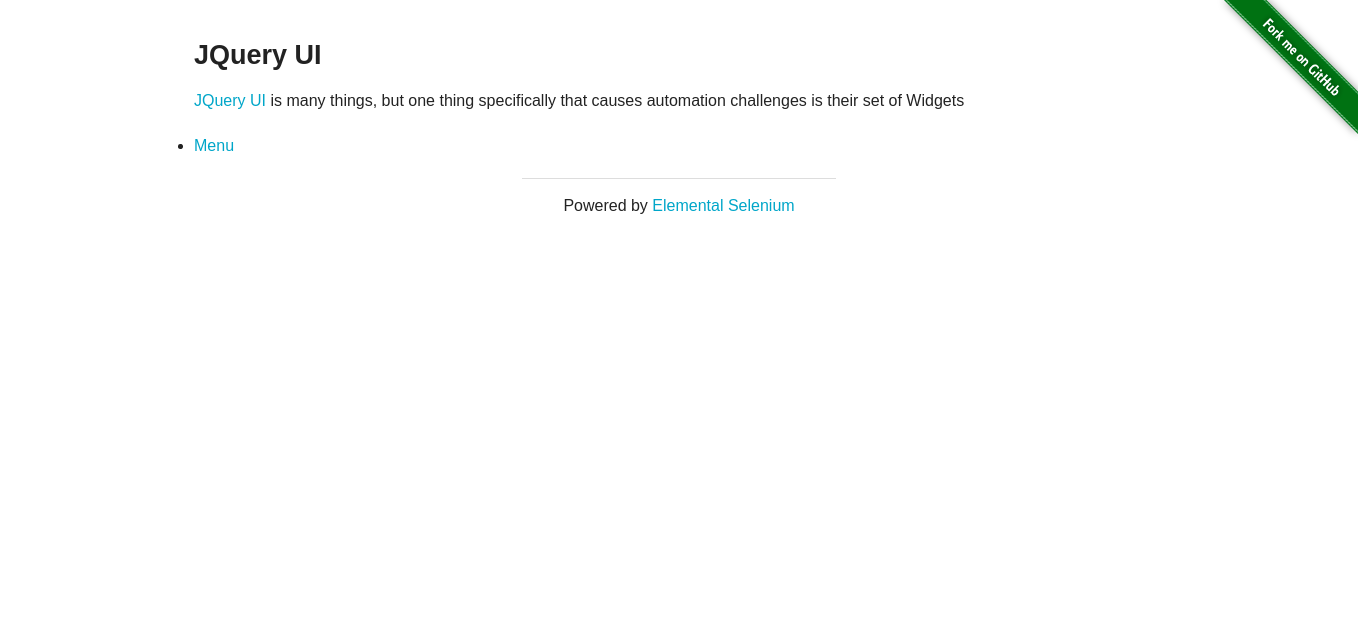 Fork me on GitHub
JQuery UI
JQuery UI is many things, but one thing specifically that causes automation challenges is their set of Widgets
Menu
Powered by Elemental Selenium